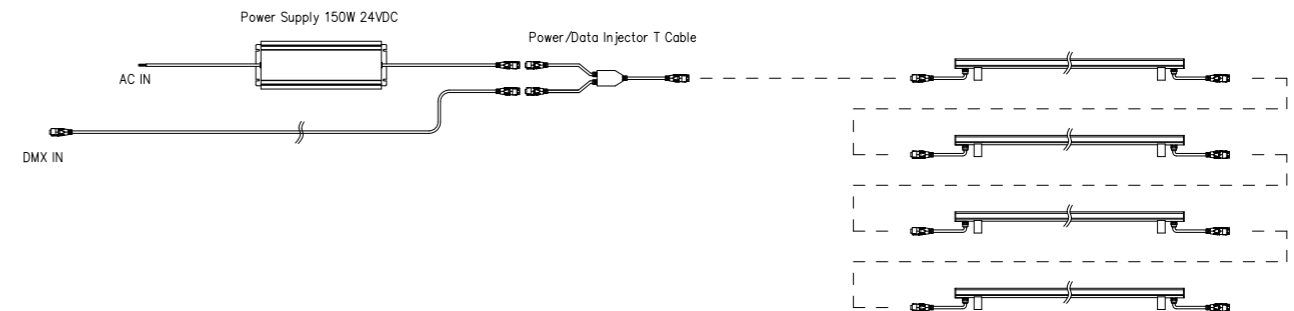 Power Supply 150W 24VDC
Power/Data Injector T Cable
AC IN
DMX IN